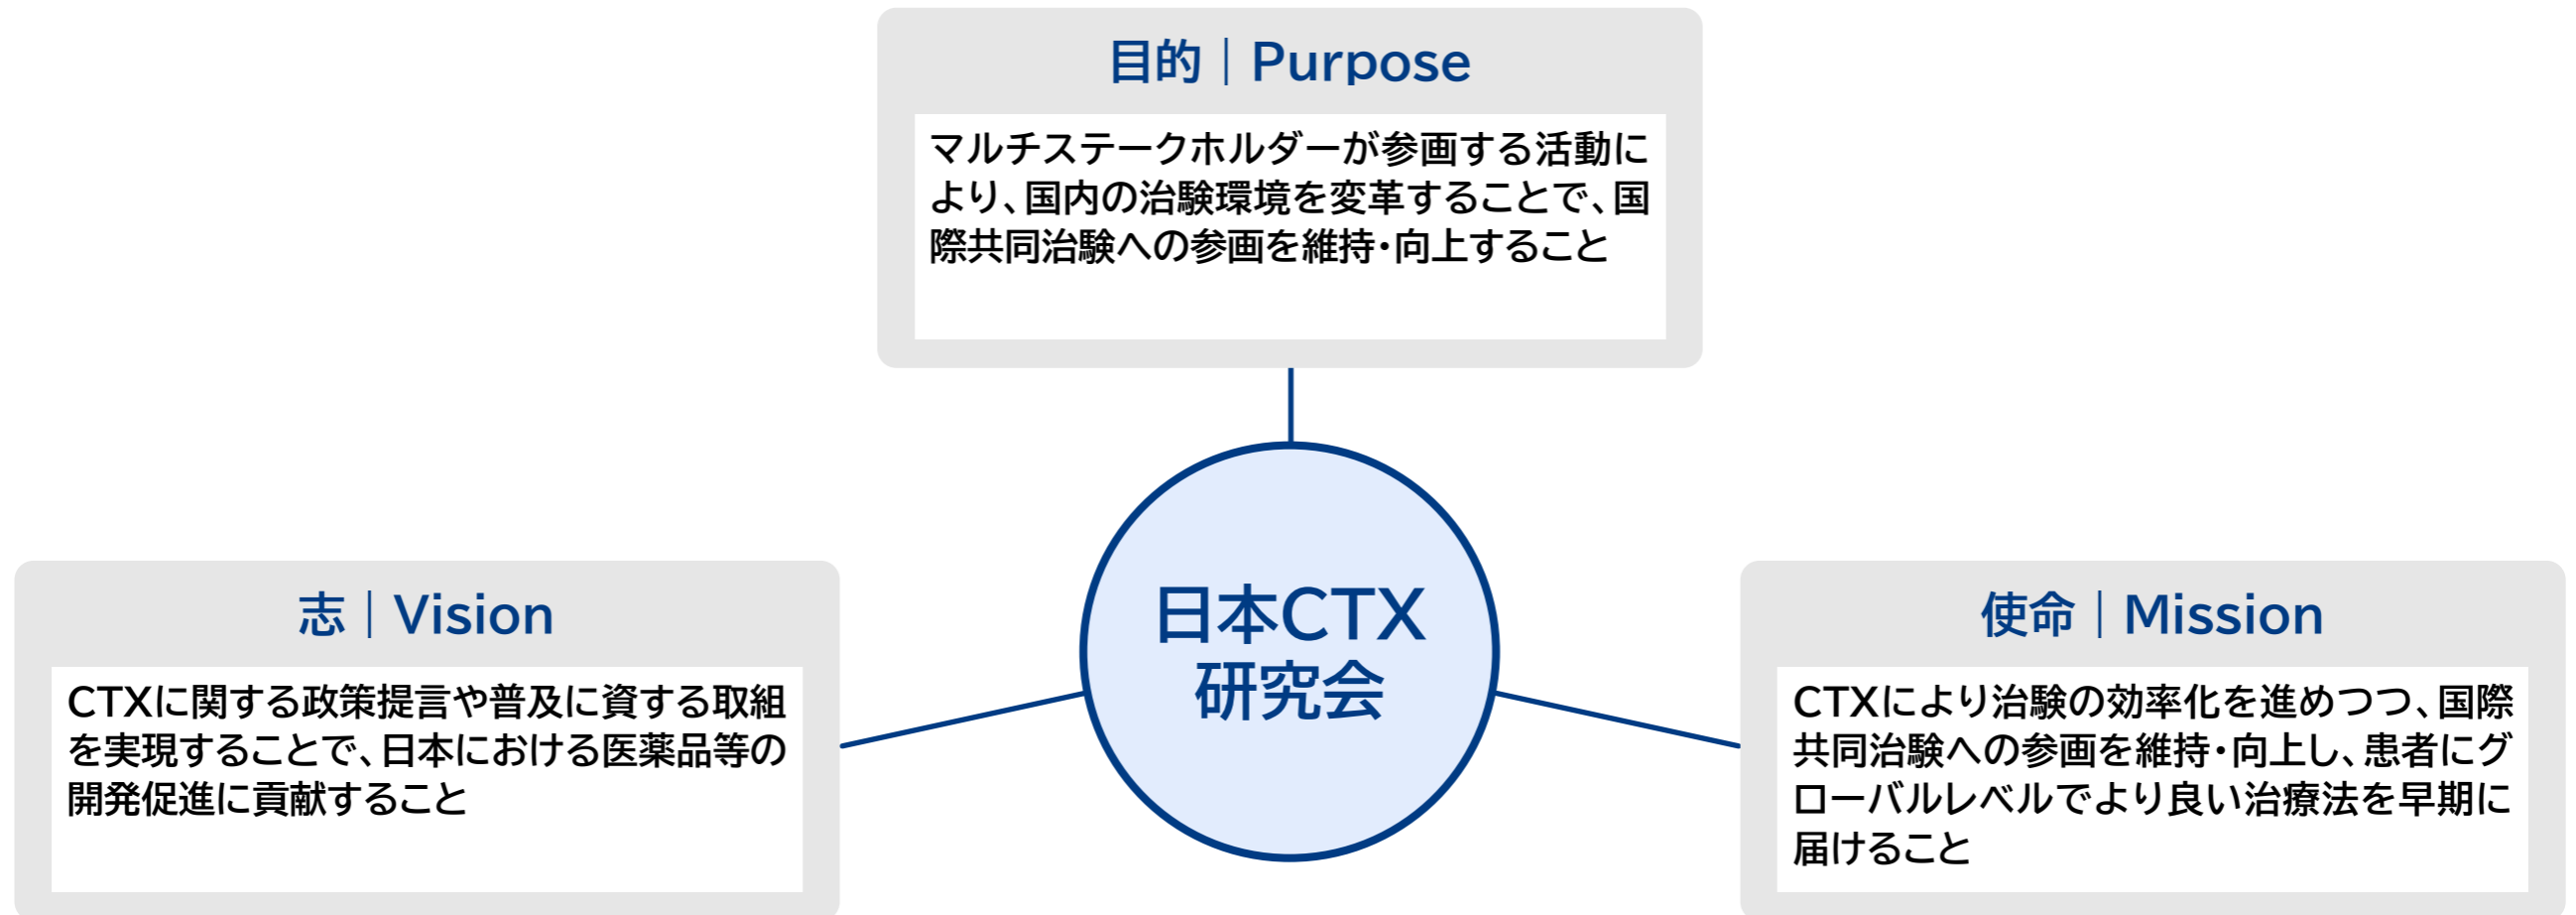 目的｜Purpose
マルチステークホルダーが参画する活動に
より、国内の治験環境を変革することで、国
際共同治験への参画を維持・向上すること
日本CTX
研究会
志｜Vision
CTXに関する政策提言や普及に資する取組
を実現することで、日本における医薬品等の
開発促進に貢献すること
使命｜Mission
CTXにより治験の効率化を進めつつ、国際
共同治験への参画を維持・向上し、患者にグ
ローバルレベルでより良い治療法を早期に
届けること